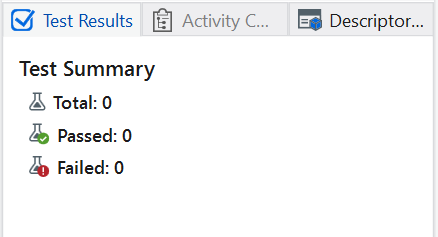 Test Results
Activity C...
Descriptor...
Test Summary
Total: 0
Passed: 0
Failed: 0